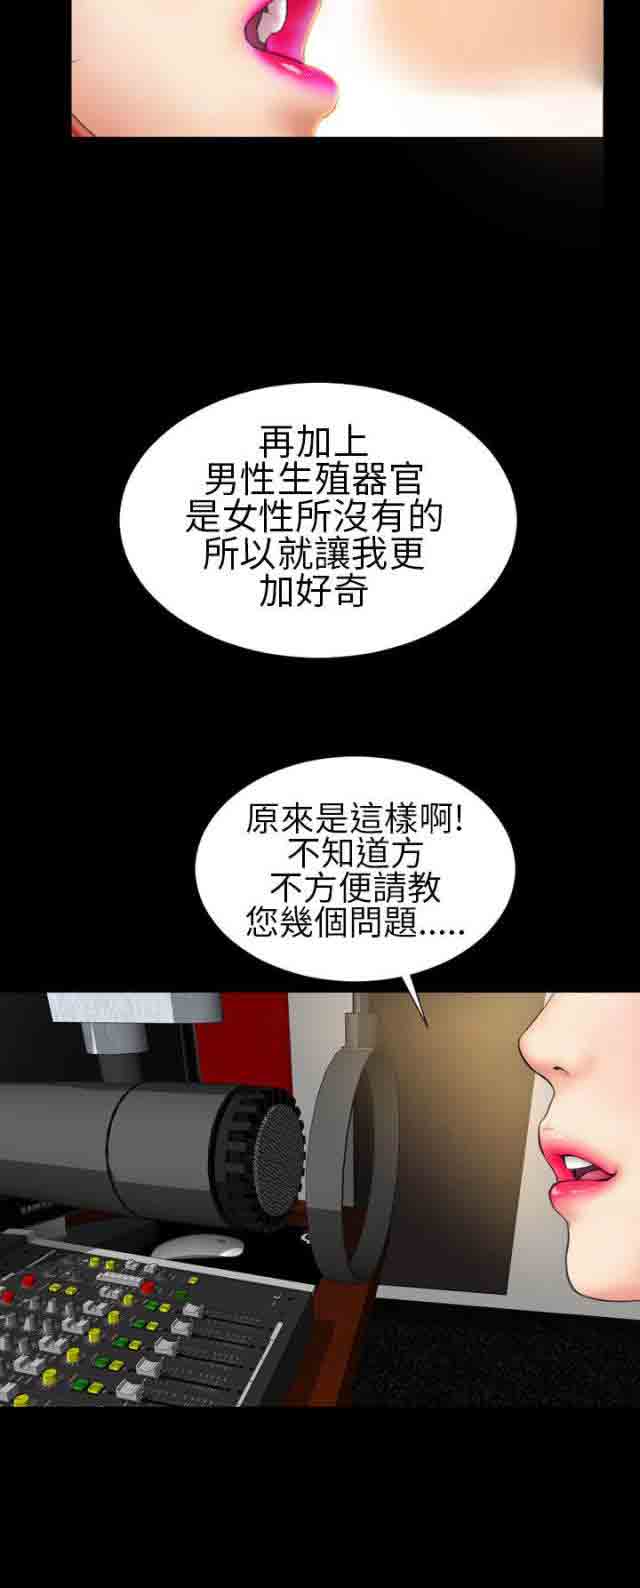 再加上
男性生殖器官
是女性所沒有的
所以就讓我更
加好奇
原來是這樣啊!
不知道方
不方便請教
您幾個問題.....